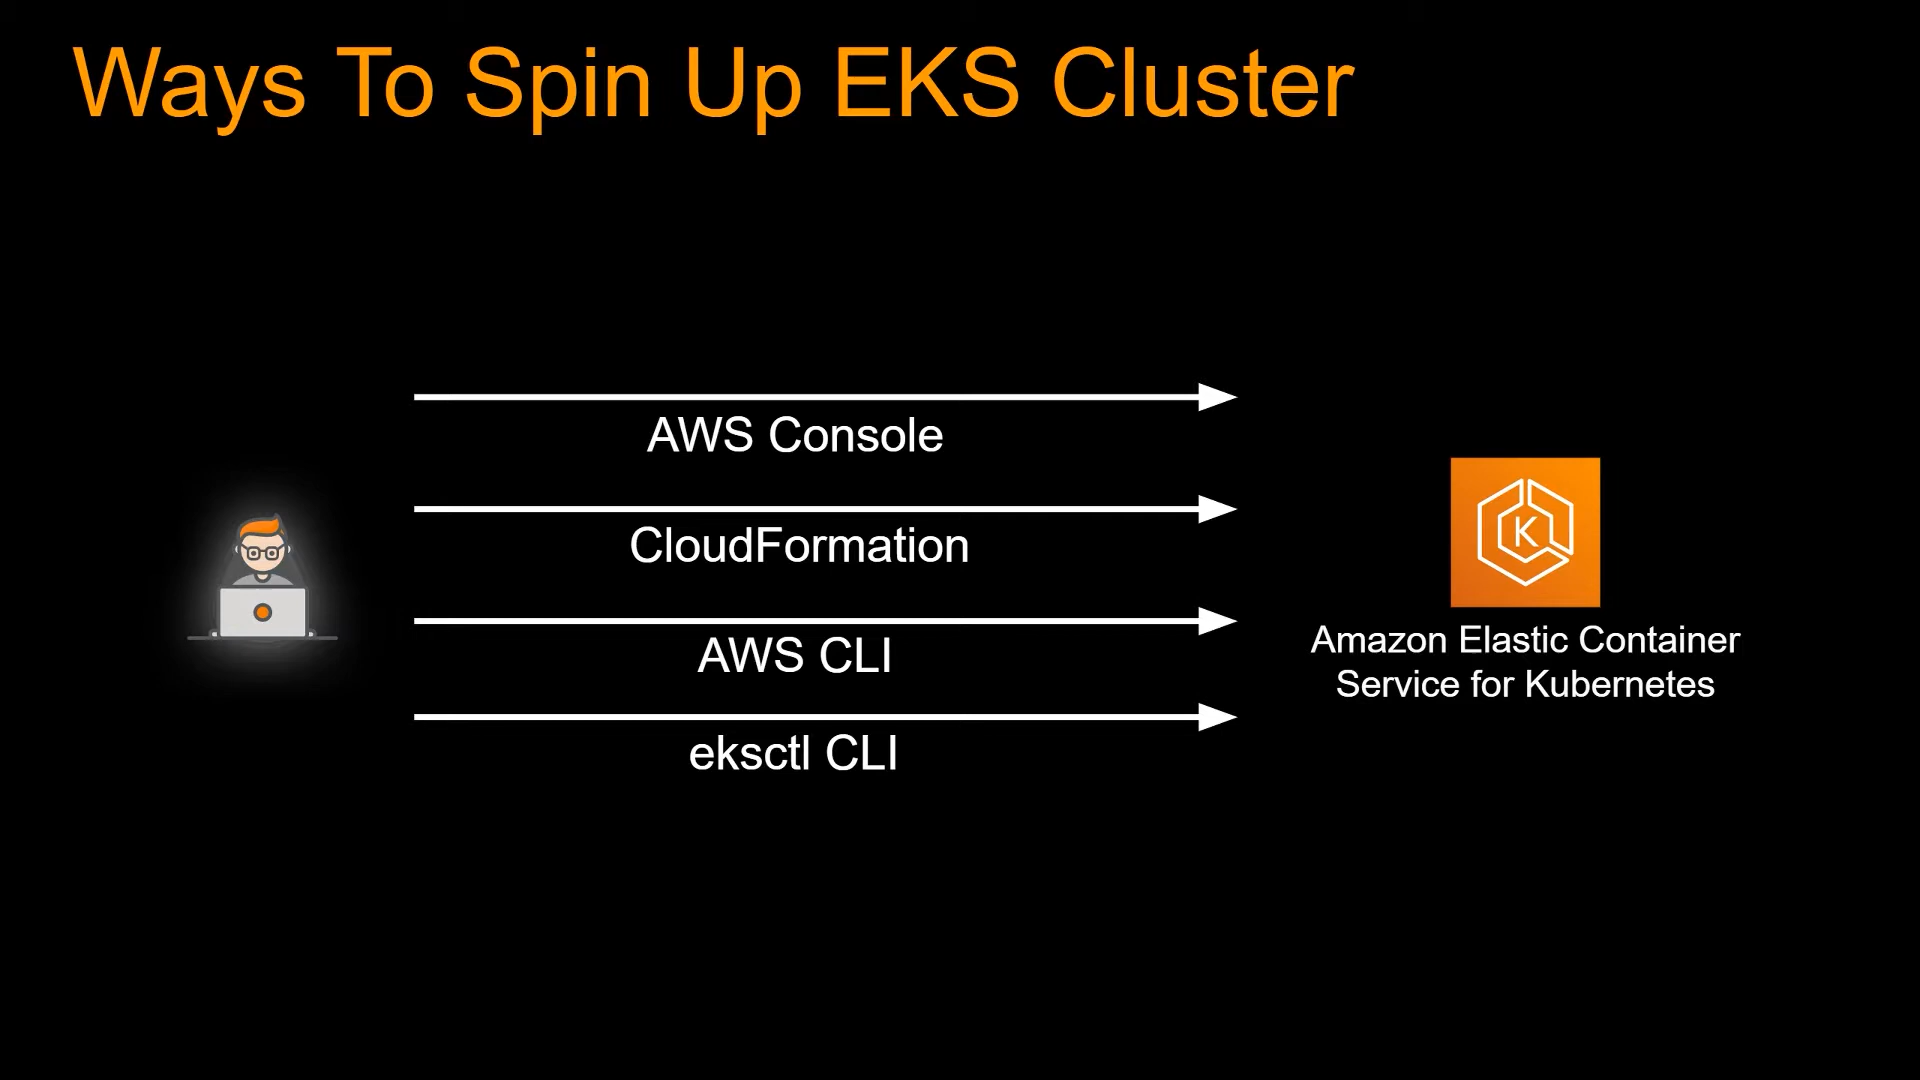 Ways To Spin Up EKS Cluster
AWS Console
CloudFormation
AWS CLI
eksctl CLI
K
Amazon Elastic Container
Service for Kubernetes